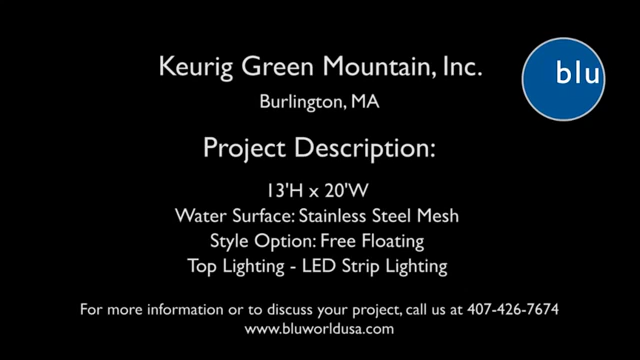 Keurig Green Mountain, Inc.
blu
Burlington, MA
Project Description:
13'H x 20'W
Water Surface: Stainless Steel Mesh
Style Option: Free Floating
Top Lighting - LED Strip Lighting
For more information or to discuss your project, call us at 407-426-7674
www.bluworldusa.com